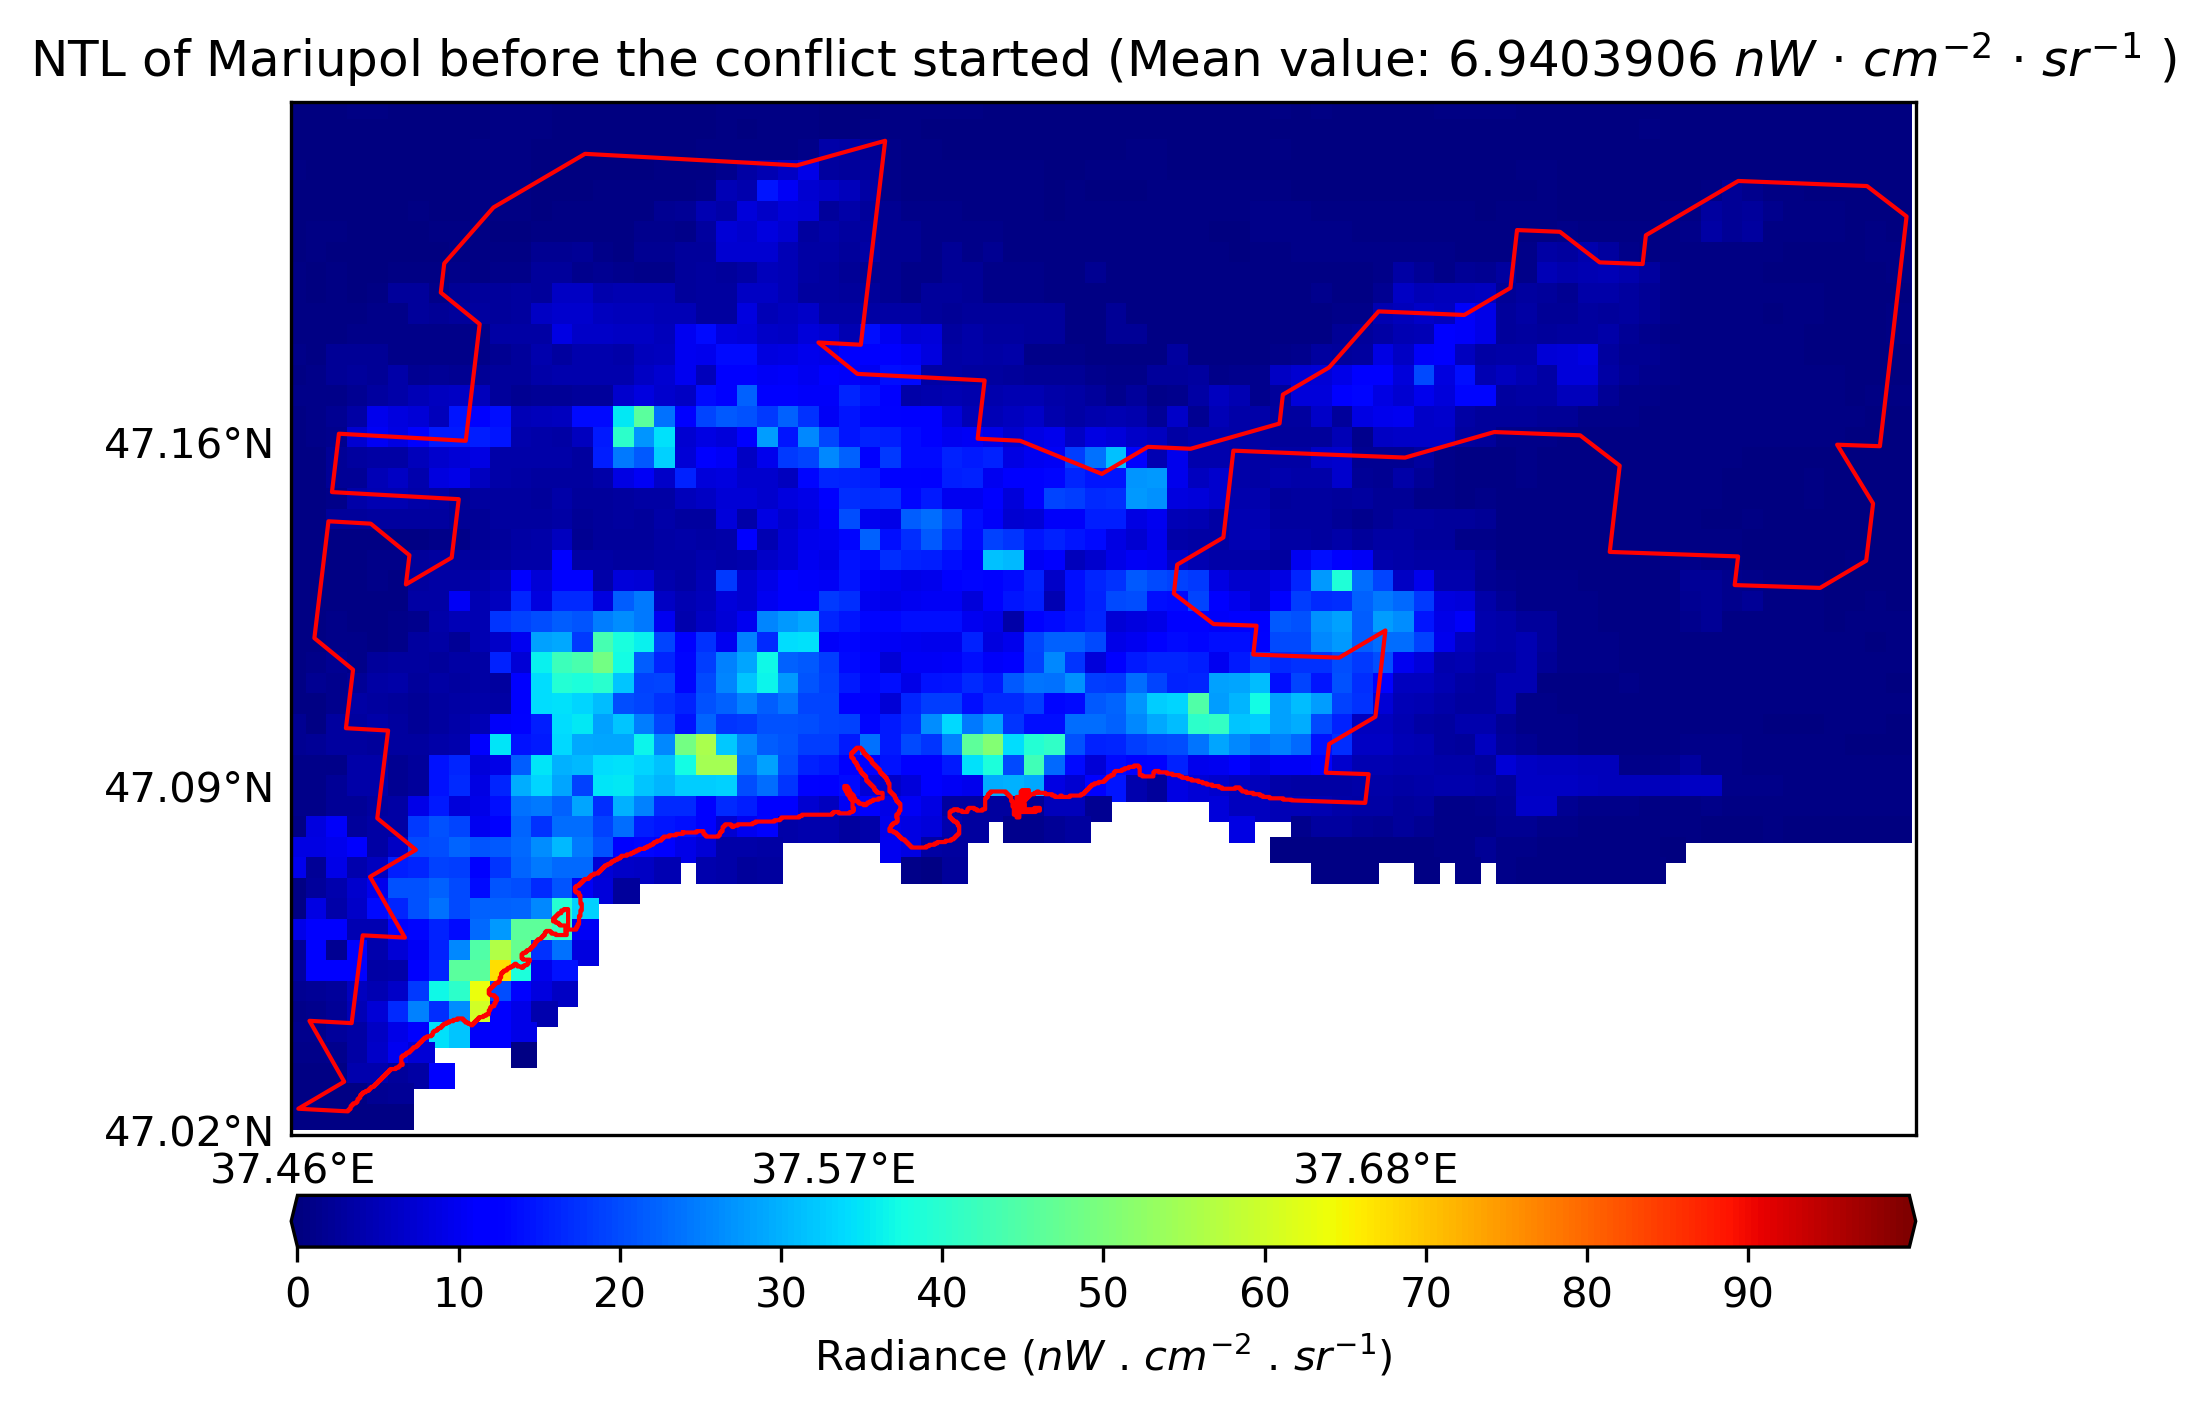 NTL of Mariupol before the conflict started (Mean value: 6.9403906 nW · cm⁻² · sr⁻¹ )
47.16°N
47.09°N
47.02°N
37.46°E 37.57°E 37.68°E
0 10 20 30 40 50 60 70 80 90
Radiance (nW . cm⁻² . sr⁻¹)